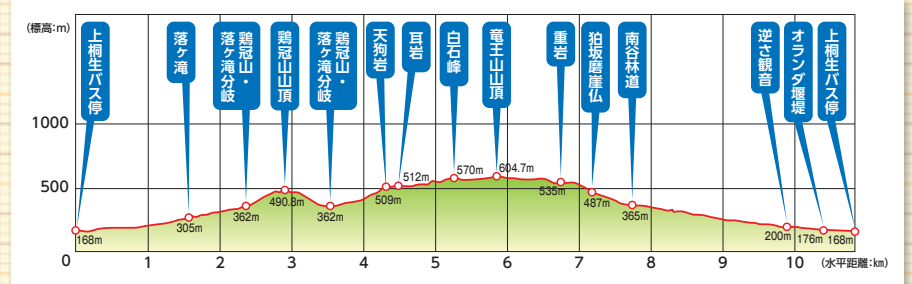 (標高:m)
上桐生バス停
落ヶ滝
鶏冠山・
落ヶ滝分岐
鶏冠山山頂
鶏冠山・
落ヶ滝分岐
天狗岩
耳岩
白石峰
竜王山山頂
重岩
狛坂磨崖仏
南谷林道
逆さ観音
オランダ堰堤
上桐生バス停
1000
500
0
168m
305m
362m
490.8m
362m
509m
512m
570m
604.7m
535m
487m
365m
200m
176m
168m
1
2
3
4
5
6
7
8
9
10
(水平距離:km)